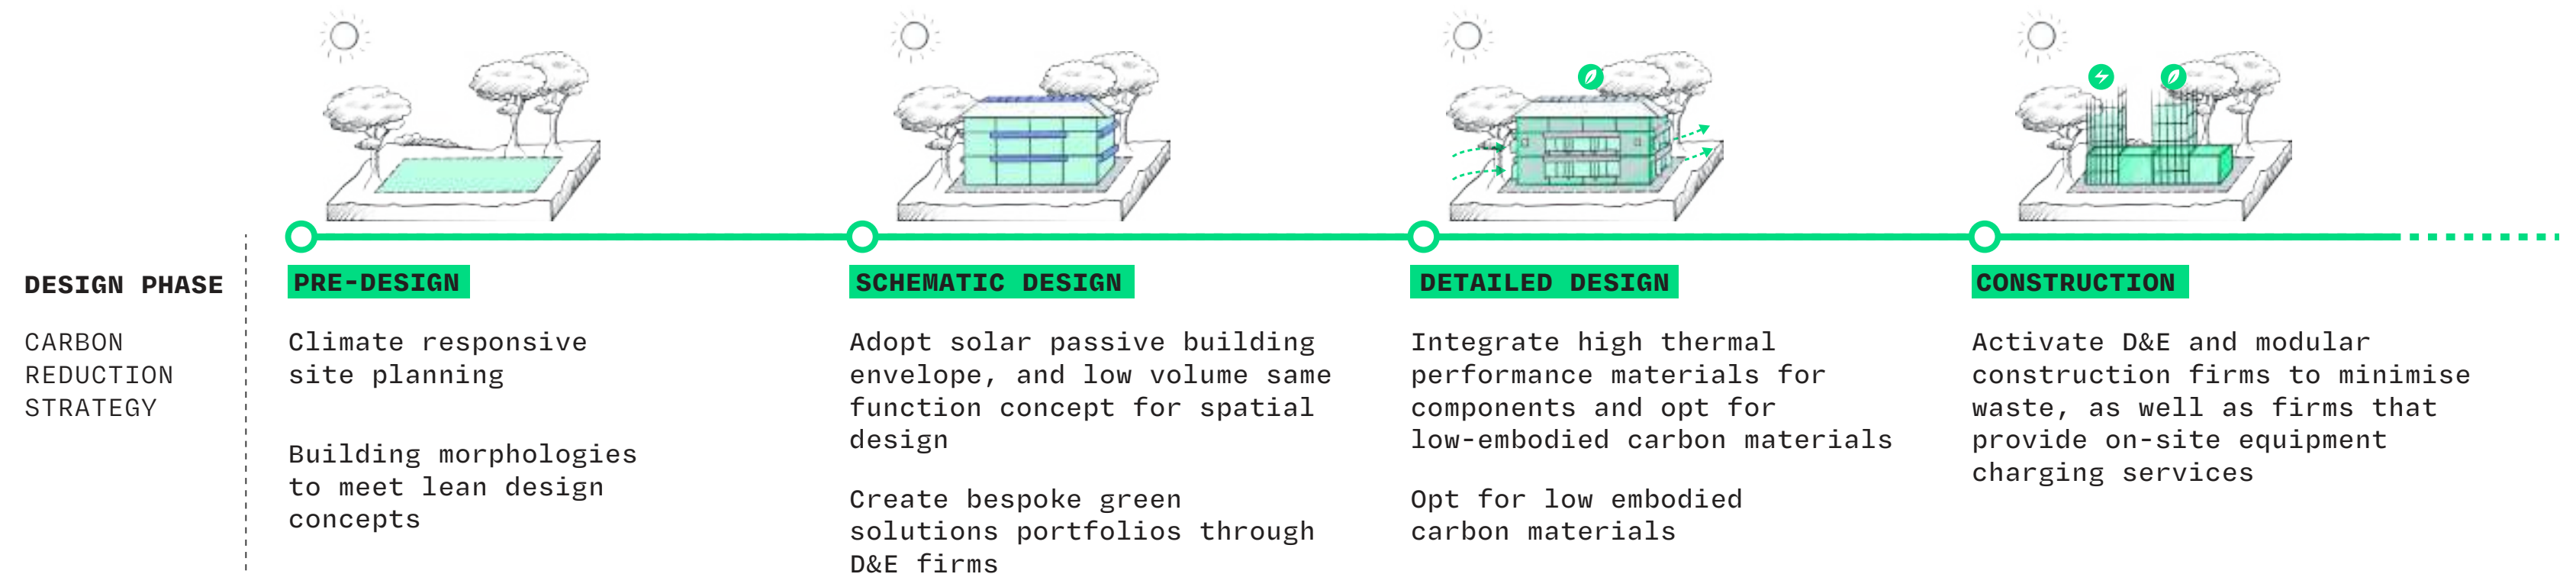 DESIGN PHASE
CARBON
REDUCTION
STRATEGY
PRE-DESIGN
Climate responsive
site planning
Building morphologies
to meet lean design
concepts
SCHEMATIC DESIGN
Adopt solar passive building
envelope, and low volume same
function concept for spatial
design
Create bespoke green
solutions portfolios through
D&E firms
DETAILED DESIGN
Integrate high thermal
performance materials for
components and opt for
low-embodied carbon materials
Opt for low embodied
carbon materials
CONSTRUCTION
Activate D&E and modular
construction firms to minimise
waste, as well as firms that
provide on-site equipment
charging services